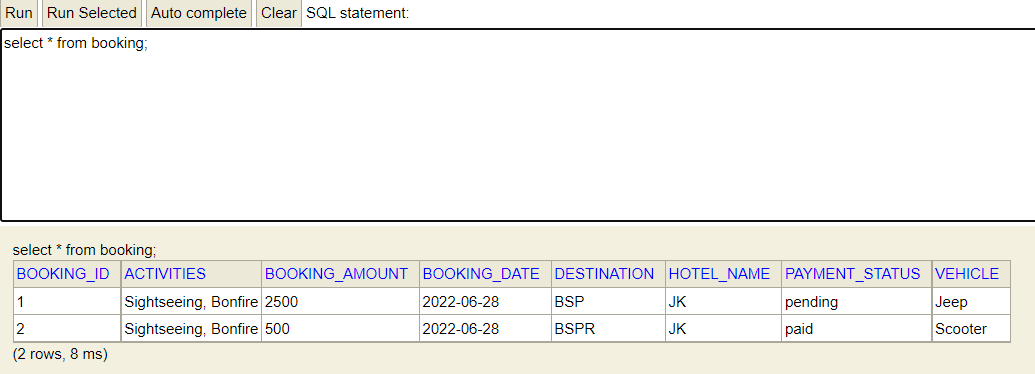 Run Run Selected Auto complete Clear SQL statement:
select * from booking;
select * from booking;
BOOKING_ID ACTIVITIES BOOKING_AMOUNT BOOKING_DATE DESTINATION HOTEL_NAME PAYMENT_STATUS VEHICLE
1 Sightseeing, Bonfire 2500 2022-06-28 BSP JK pending Jeep
2 Sightseeing, Bonfire 500 2022-06-28 BSPR JK paid Scooter
(2 rows, 8 ms)